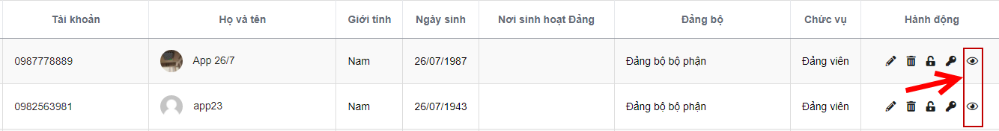 Tài khoản Họ và tên Giới tính Ngày sinh Nơi sinh hoạt Đảng Đảng bộ Chức vụ Hành động
0987778889 App 26/7 Nam 26/07/1987 Đảng bộ bộ phận Đảng viên
0982563981 app23 Nam 26/07/1943 Đảng bộ bộ phận Đảng viên